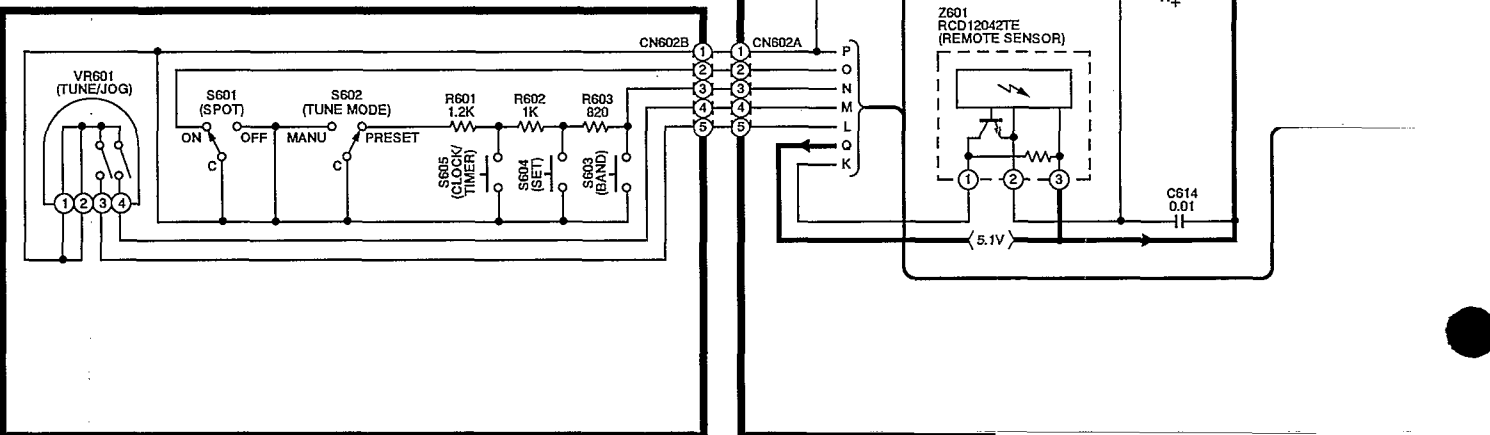 VR601
(TUNE/JOG)
1 2 3 4
S601
(SPOT)
ON
OFF
C
S602
(TUNE MODE)
MANU
PRESET
C
R601
1.2K
R602
1K
R603
820
S605
(CLOCK/
TIMER)
S604
(SET)
S603
(BAND)
CN602B
1
2
3
4
5
CN602A
1
2
3
4
5
P
O
N
M
L
Q
K
Z601
RCD12042TE
(REMOTE SENSOR)
1 2 3
5.1V
C614
0.01
+